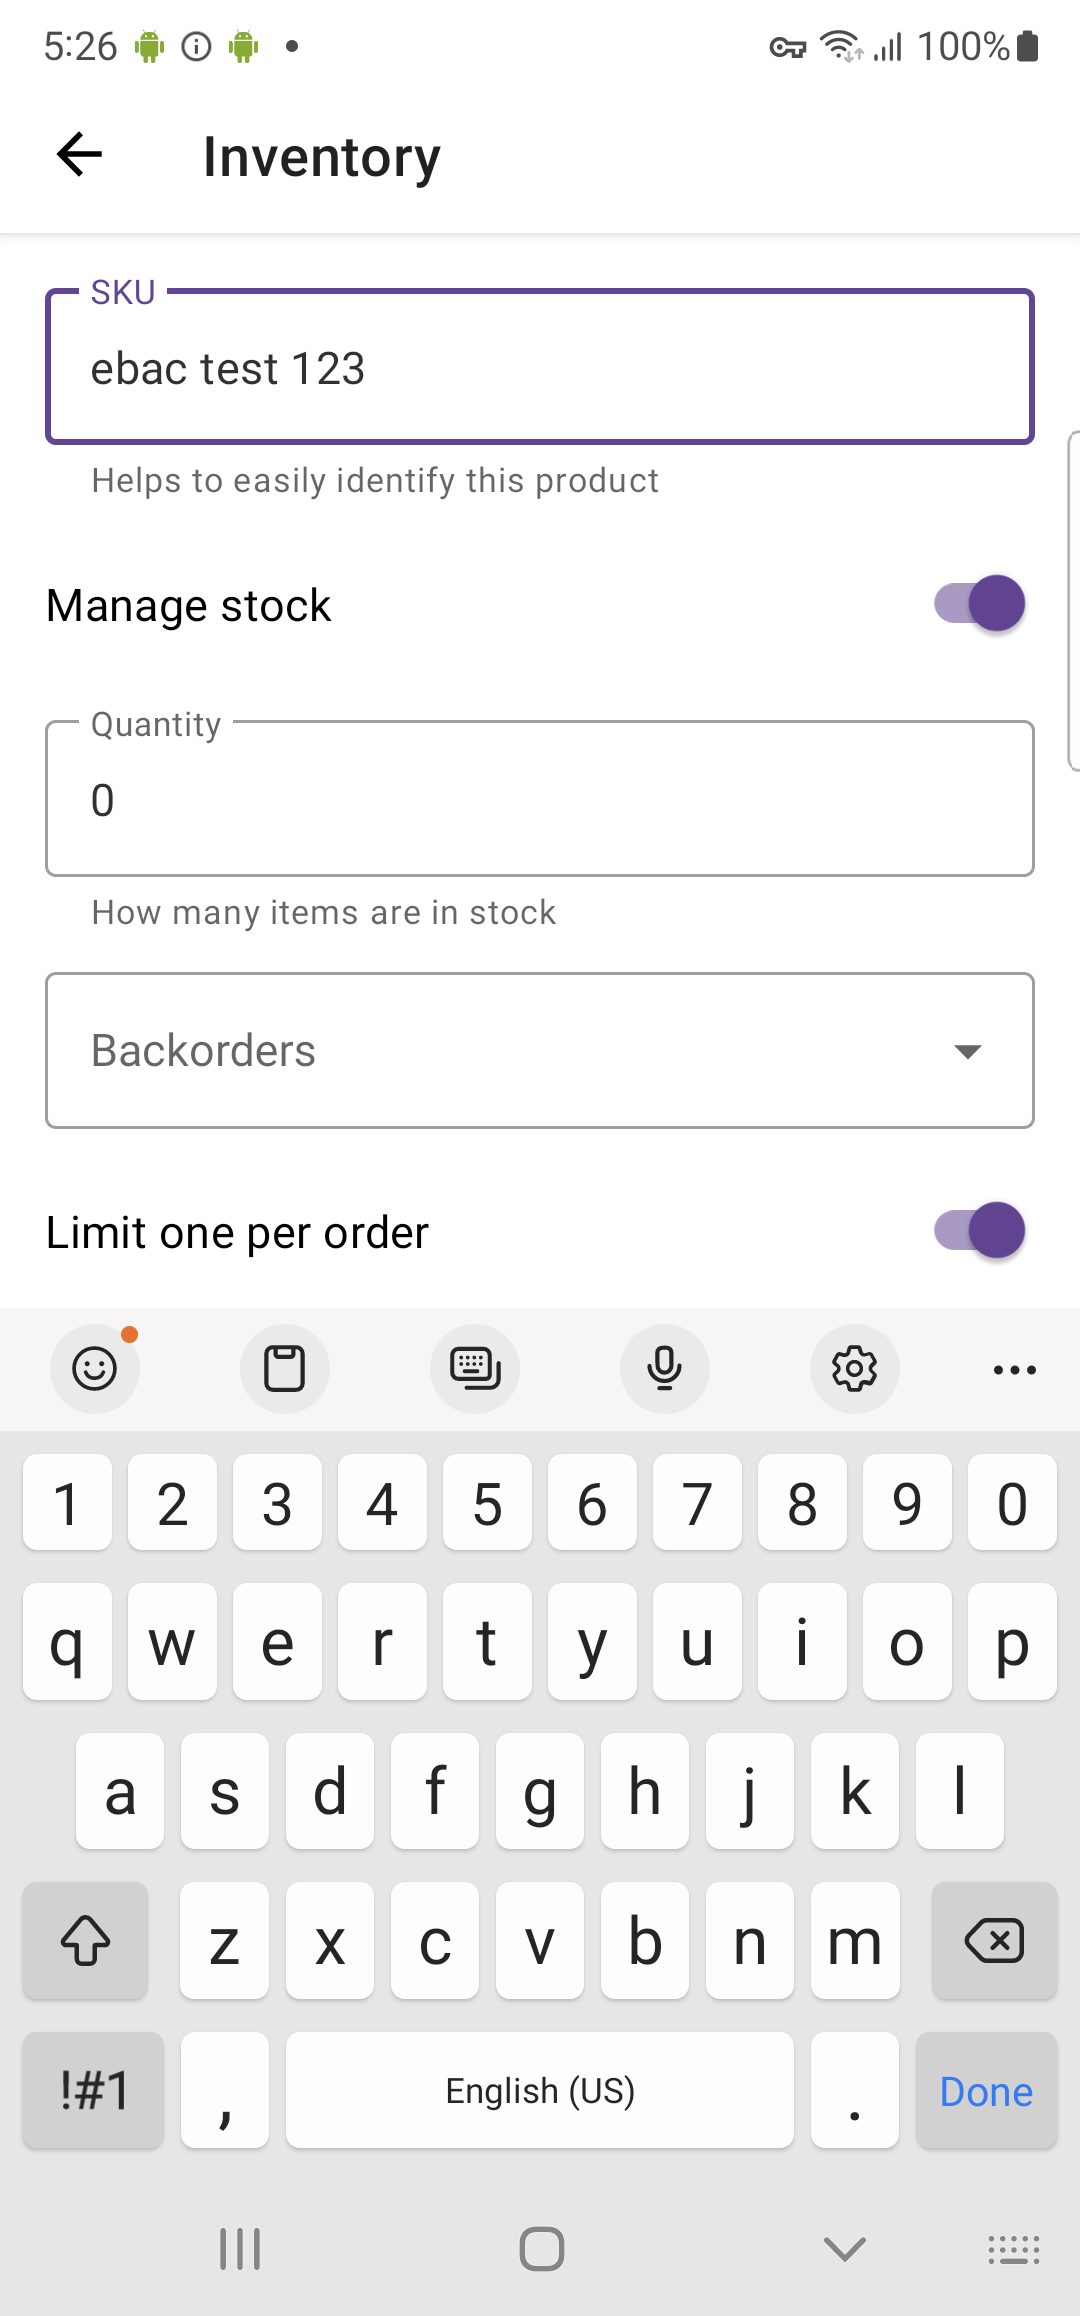 5:26 100%
Inventory
SKU
ebac test 123
Helps to easily identify this product
Manage stock
Quantity
0
How many items are in stock
Backorders
Limit one per order
1 2 3 4 5 6 7 8 9 0
q w e r t y u i o p
a s d f g h j k l
z x c v b n m
!#1 , English (US) . Done